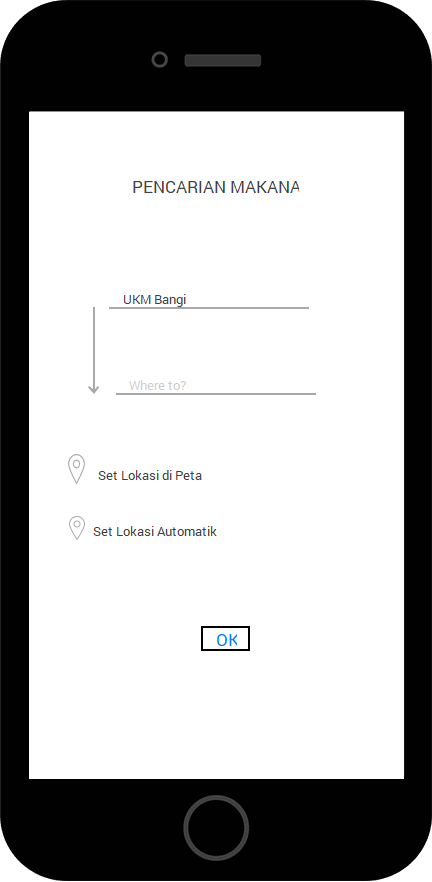 PENCARIAN MAKANA
UKM Bangi
Where to?
Set Lokasi di Peta
Set Lokasi Automatik
OK